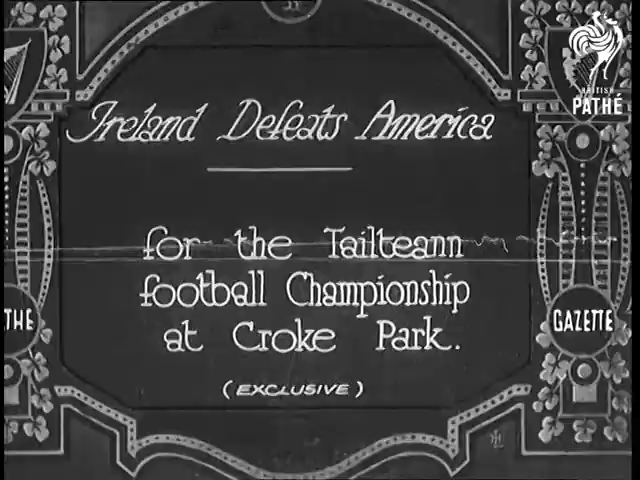 BRITISH
PATHÉ
Ireland Defeats America
for the Tailteann
football Championship
at Croke Park.
(EXCLUSIVE)
THE
GAZETTE